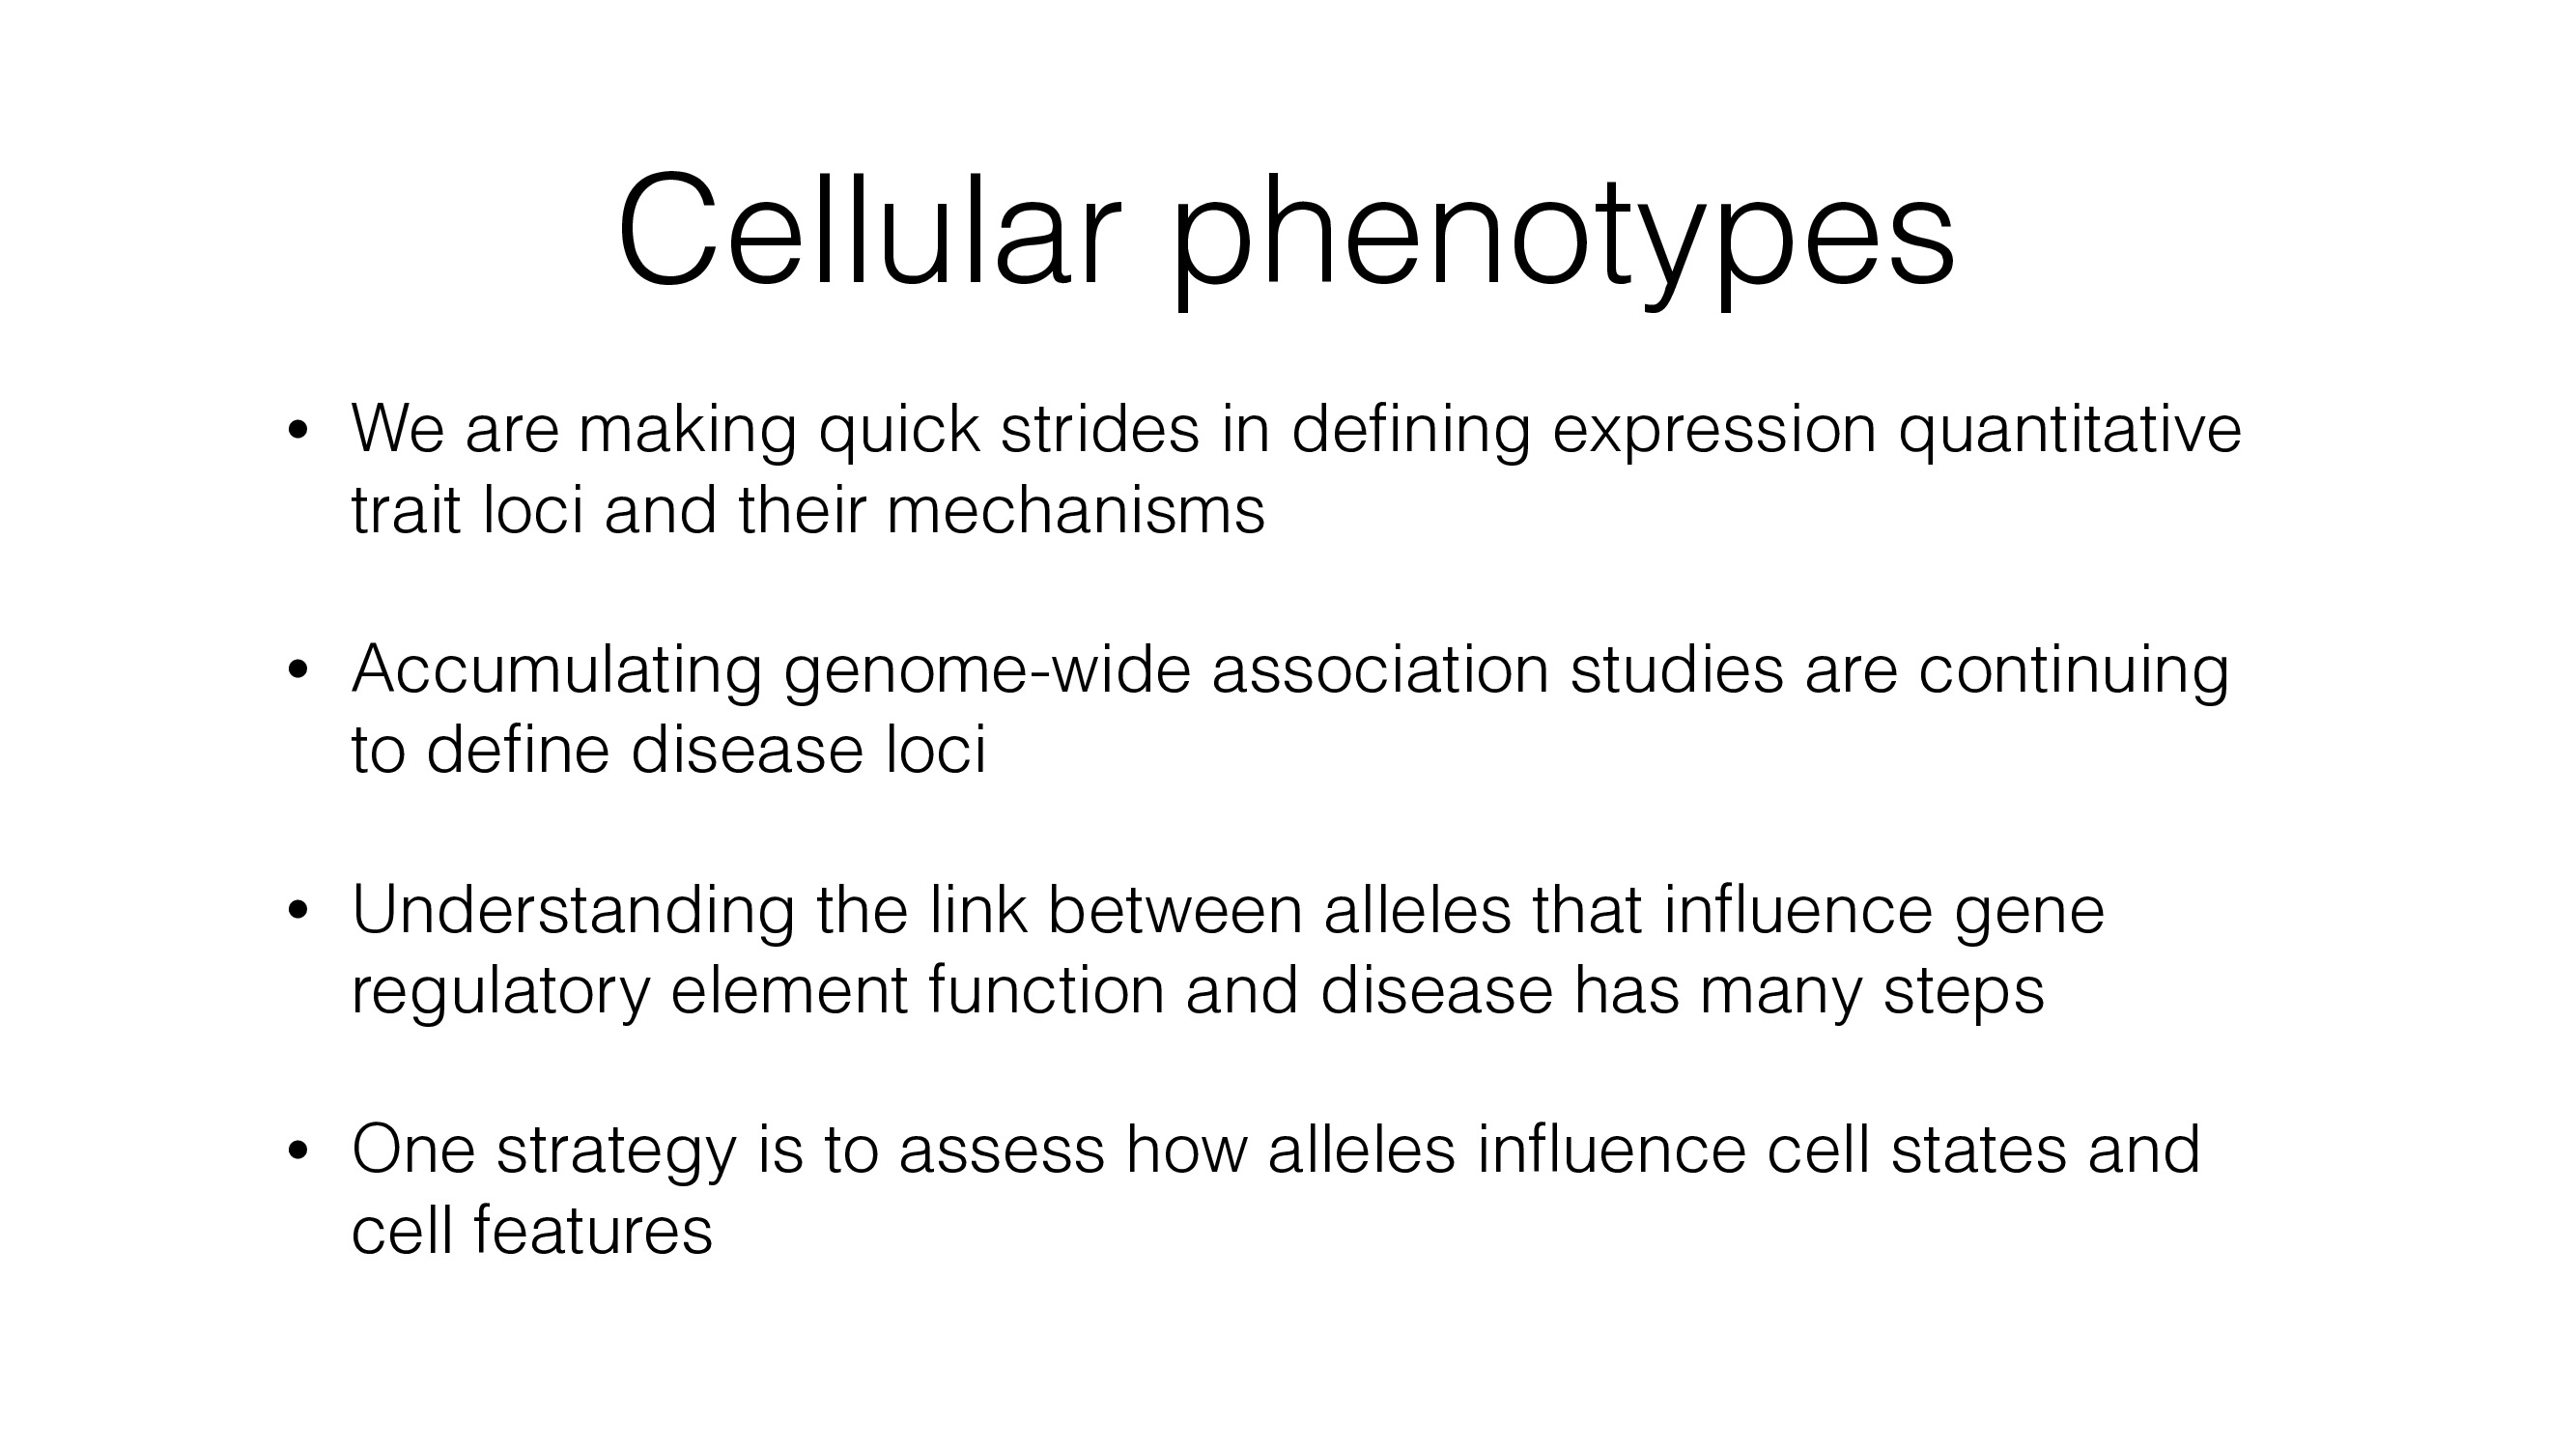 Cellular phenotypes
• We are making quick strides in defining expression quantitative
trait loci and their mechanisms
• Accumulating genome-wide association studies are continuing
to define disease loci
• Understanding the link between alleles that influence gene
regulatory element function and disease has many steps
• One strategy is to assess how alleles influence cell states and
cell features